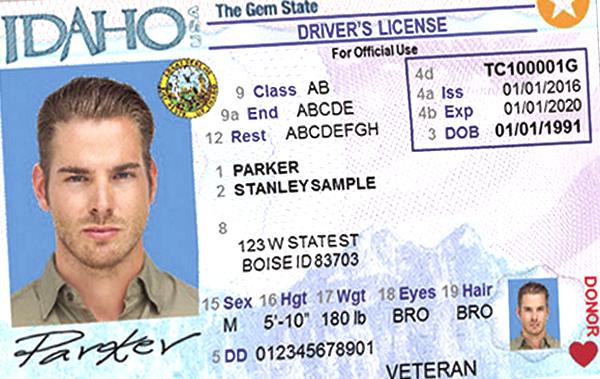 IDAHO USA
The Gem State
DRIVER'S LICENSE
For Official Use
9 Class AB
9a End ABCDE
12 Rest ABCDEFGH
4d TC100001G
4a Iss 01/01/2016
4b Exp 01/01/2020
3 DOB 01/01/1991
1 PARKER
2 STANLEY SAMPLE
8
123 W STATE ST
BOISE ID 83703
15 Sex 16 Hgt 17 Wgt 18 Eyes 19 Hair
M 5'-10" 180 lb BRO BRO
5 DD 012345678901
VETERAN
DONOR
Parker